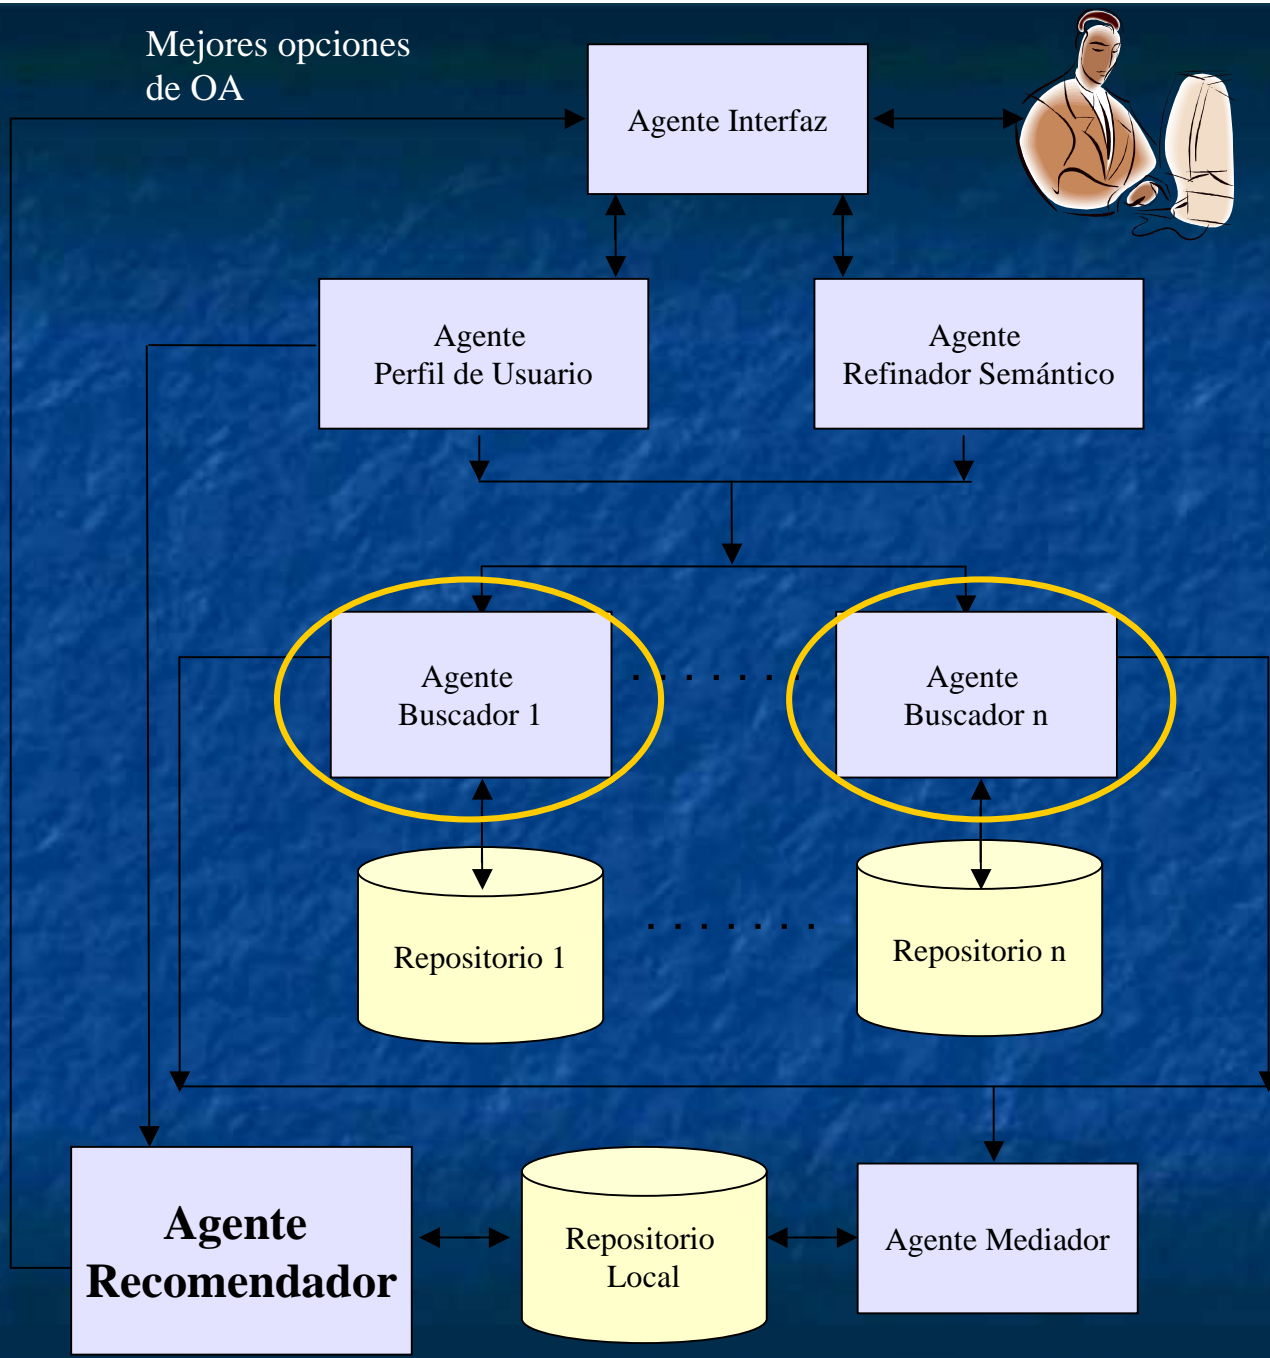 Mejores opciones
de OA
Agente Interfaz
Agente
Perfil de Usuario
Agente
Refinador Semántico
Agente
Buscador 1
. . . . . . .
Agente
Buscador n
Repositorio 1
. . . . . . .
Repositorio n
Agente
Recomendador
Repositorio
Local
Agente Mediador